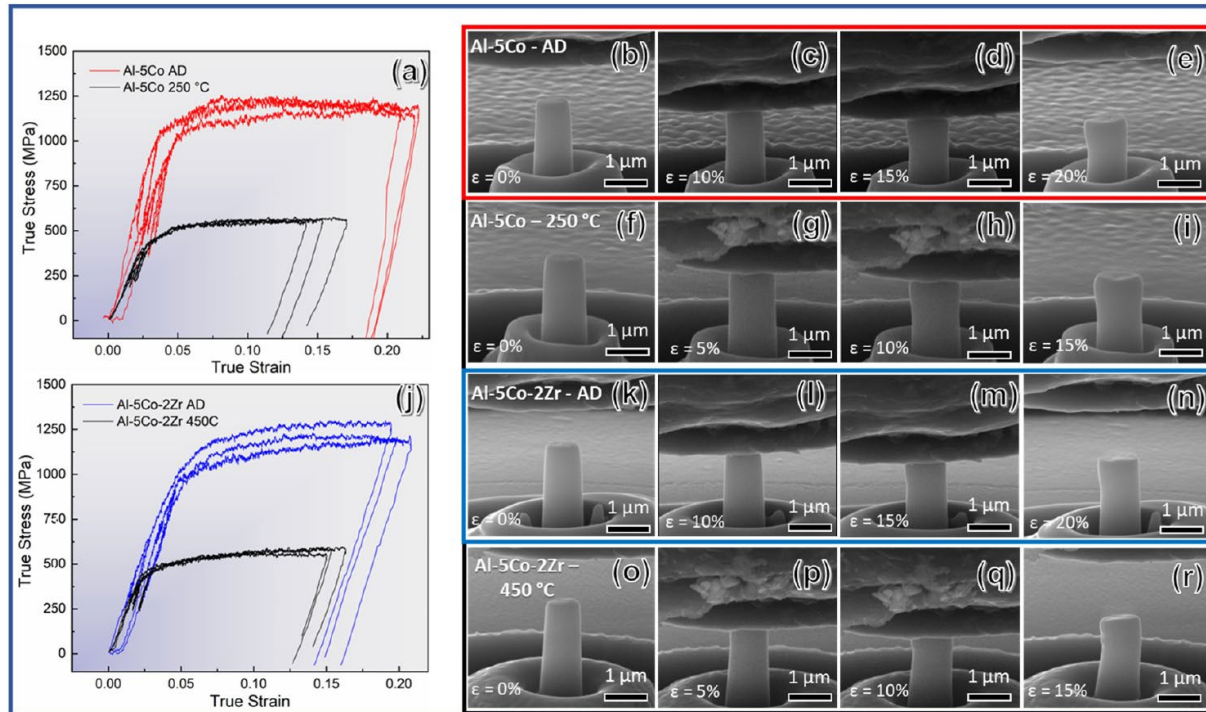 1500
1250
1000
750
500
250
0
True Stress (MPa)
Al-5Co AD
Al-5Co 250 °C
(a)
0.00 0.05 0.10 0.15 0.20
True Strain
Al-5Co - AD
(b)
(c)
(d)
(e)
ε = 0%
1 μm
ε = 10%
1 μm
ε = 15%
1 μm
ε = 20%
1 μm
Al-5Co – 250 °C
(f)
(g)
(h)
(i)
ε = 0%
1 μm
ε = 5%
1 μm
ε = 10%
1 μm
ε = 15%
1 μm
1500
1250
1000
750
500
250
0
True Stress (MPa)
Al-5Co-2Zr AD
Al-5Co-2Zr 450C
(j)
0.00 0.05 0.10 0.15 0.20
True Strain
Al-5Co-2Zr - AD
(k)
(l)
(m)
(n)
ε = 0%
1 μm
ε = 10%
1 μm
ε = 15%
1 μm
ε = 20%
1 μm
Al-5Co-2Zr –
450 °C
(o)
(p)
(q)
(r)
ε = 0%
1 μm
ε = 5%
1 μm
ε = 10%
1 μm
ε = 15%
1 μm